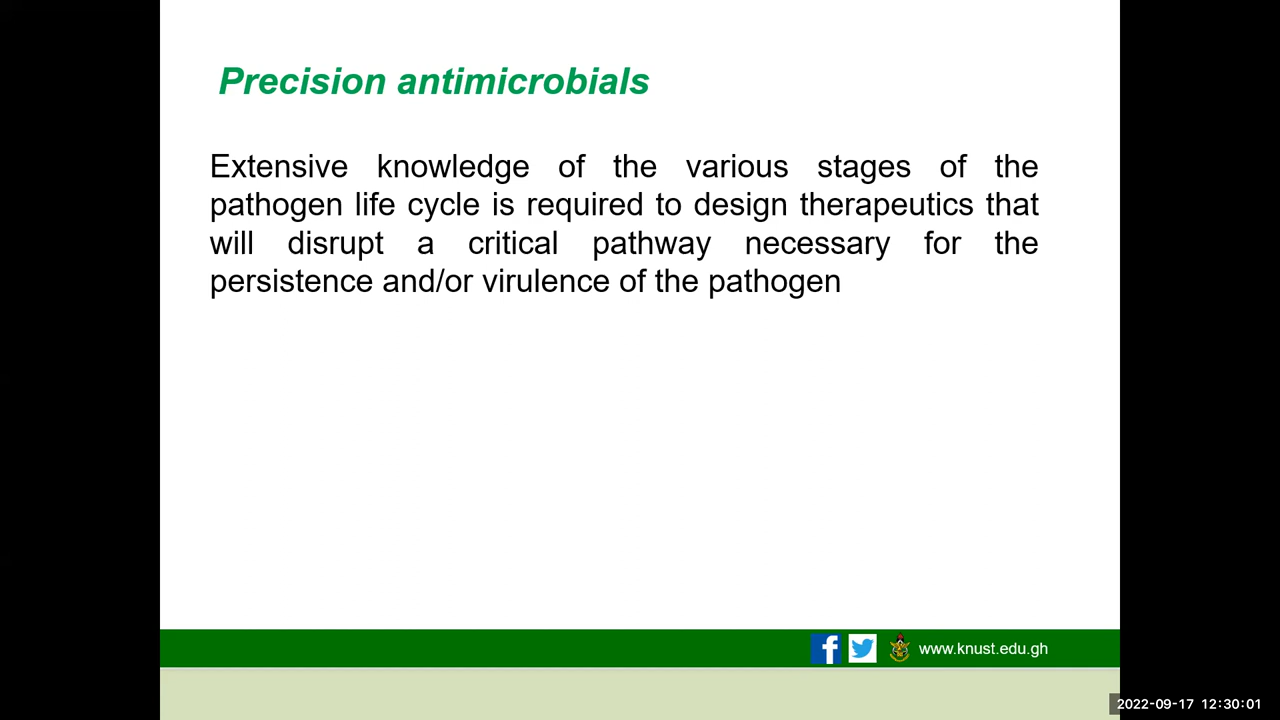 Precision antimicrobials
Extensive knowledge of the various stages of the
pathogen life cycle is required to design therapeutics that
will disrupt a critical pathway necessary for the
persistence and/or virulence of the pathogen
www.knust.edu.gh
2022-09-17 12:30:01